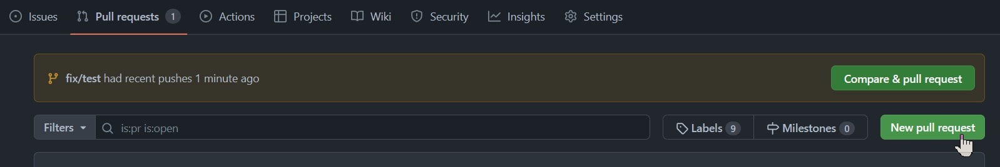 Issues Pull requests 1 Actions Projects Wiki Security Insights Settings
fix/test had recent pushes 1 minute ago Compare & pull request
Filters is:pr is:open Labels 9 Milestones 0 New pull request